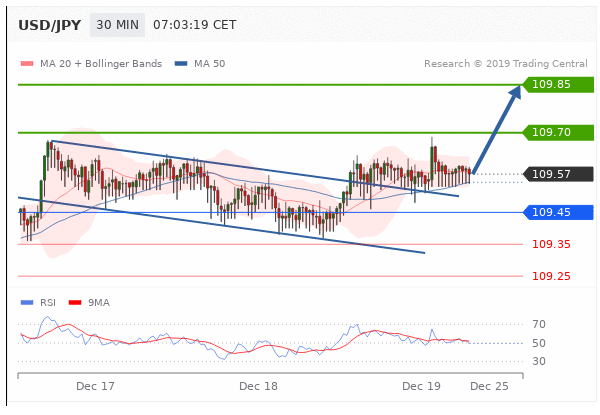 USD/JPY 30 MIN 07:03:19 CET
MA 20 + Bollinger Bands MA 50 Research © 2019 Trading Central
109.85
109.70
109.57
109.45
109.35
109.25
RSI 9MA
70
50
30
Dec 17 Dec 18 Dec 19 Dec 25